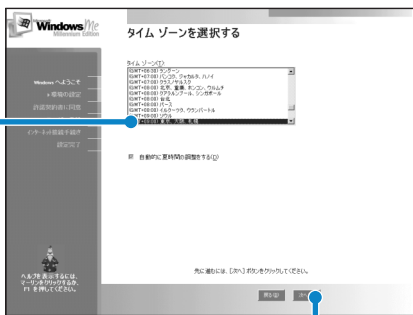 Windows Me
Millennium Edition
タイム ゾーンを選択する
タイム ゾーン(T)
(GMT+06:30) ラングーン
(GMT+07:00) バンコク、ジャカルタ、ハノイ
(GMT+07:00) クラスノヤルスク
(GMT+08:00) 北京、重慶、ホンコン、ウルムチ
(GMT+08:00) クアラルンプール、シンガポール
(GMT+08:00) 台北
(GMT+08:00) パース
(GMT+08:00) イルクーツク、ウランバートル
(GMT+09:00) ソウル
(GMT+09:00) 東京、大阪、札幌
Windows へようこそ
環境の設定
許諾契約書に同意
インターネット接続手続き
設定完了
自動的に夏時間の調整をする(D)
ヘルプを表示するには、
マーリンをクリックするか、
F1 を押してください。
先に進むには、[次へ] ボタンをクリックしてください。
戻る(B)
次へ